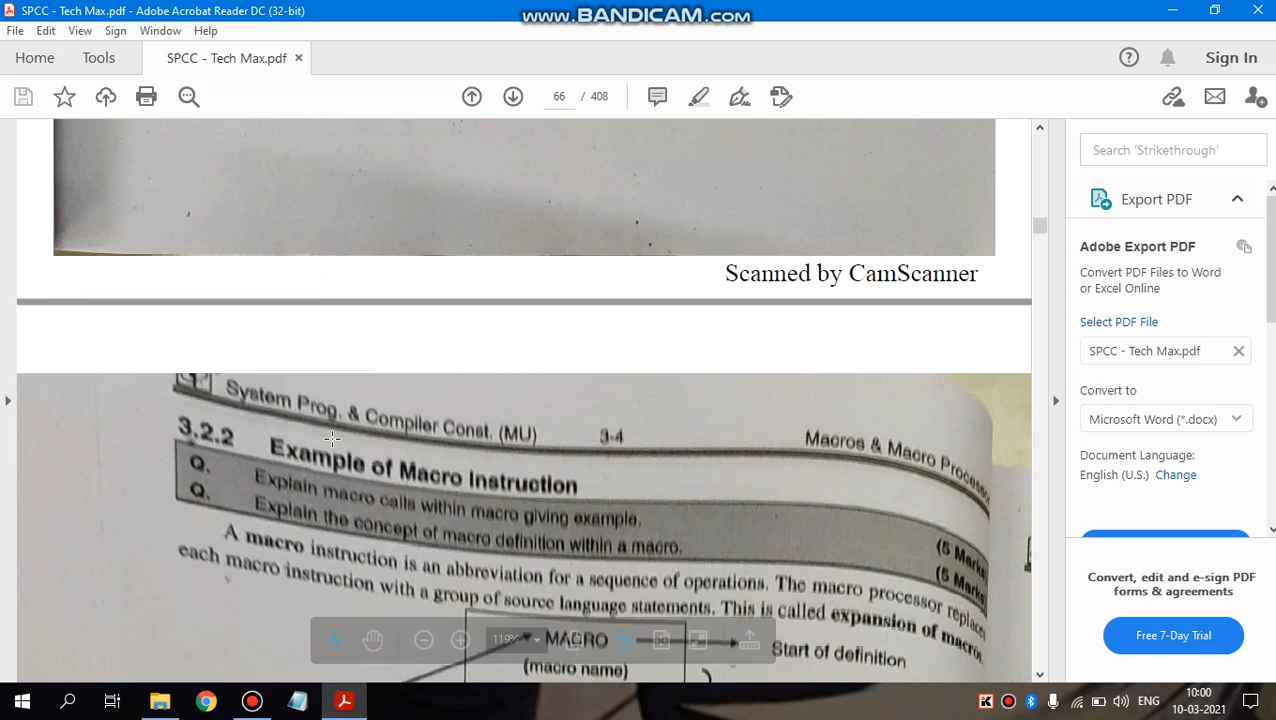 SPCC - Tech Max.pdf - Adobe Acrobat Reader DC (32-bit)
www.BANDICAM.com
File Edit View Sign Window Help
Home Tools SPCC - Tech Max.pdf × Sign In
66 / 408
Search 'Strikethrough'
Export PDF
Adobe Export PDF
Convert PDF Files to Word
or Excel Online
Select PDF File
SPCC - Tech Max.pdf
Convert to
Microsoft Word (*.docx)
Document Language:
English (U.S.) Change
Convert, edit and e-sign PDF
forms & agreements
Free 7-Day Trial
Scanned by CamScanner
System Prog. & Compiler Const. (MU) 3-4 Macros & Macro Process
3.2.2 Example of Macro Instruction
Q. Explain macro calls within macro giving example. (5 Marks
Q. Explain the concept of macro definition within a macro. (5 Marks
A macro instruction is an abbreviation for a sequence of operations. The macro processor replaces
each macro instruction with a group of source language statements. This is called expansion of macros.
MACRO Start of definition
(macro name)
119%
ENG
10:00
10-03-2021